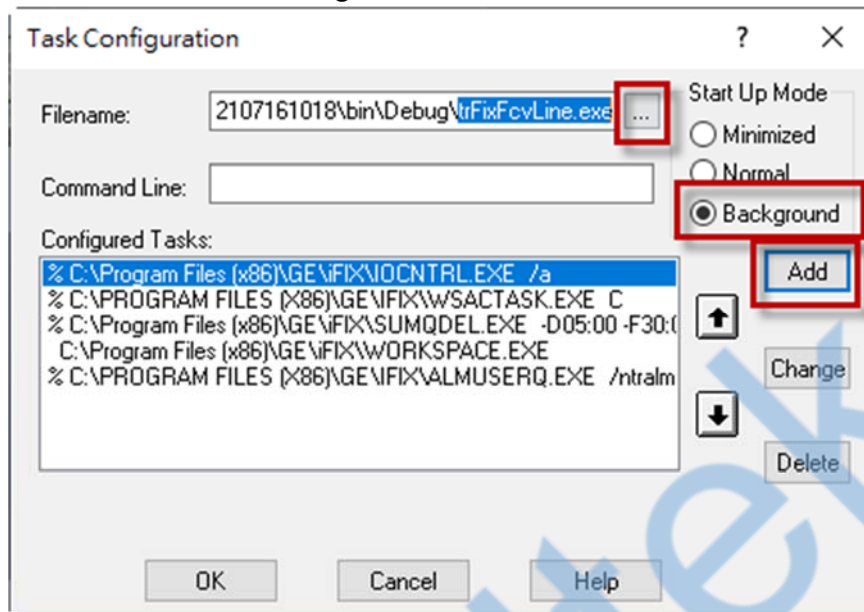 Task Configuration ? ×
Filename: 2107161018\bin\Debug\trFixFcvLine.exe ...
Start Up Mode
Minimized
Normal
Command Line:
Background
Configured Tasks:
% C:\Program Files (x86)\GE\iFIX\IOCNTRL.EXE /a
Add
% C:\PROGRAM FILES (X86)\GE\IFIX\WSACTASK.EXE C
% C:\Program Files (x86)\GE\iFIX\SUMQDEL.EXE -D05:00 -F30:(
C:\Program Files (x86)\GE\iFIX\WORKSPACE.EXE
% C:\PROGRAM FILES (X86)\GE\IFIX\ALMUSERQ.EXE /ntralm
Change
Delete
OK Cancel Help